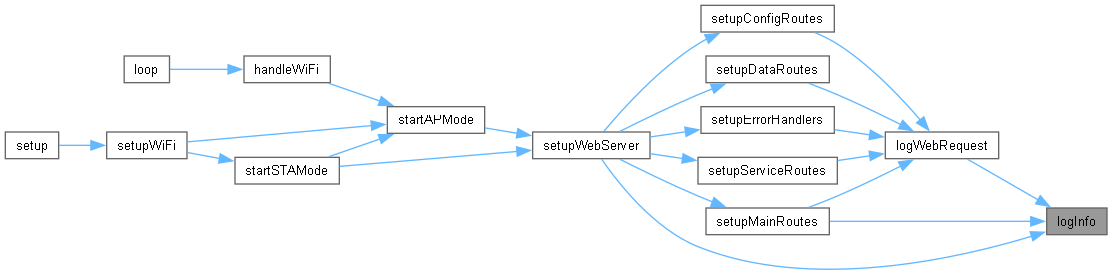 setupConfigRoutes
loop
handleWiFi
setupDataRoutes
startAPMode
setupErrorHandlers
setup
setupWiFi
setupWebServer
logWebRequest
startSTAMode
setupServiceRoutes
setupMainRoutes
logInfo